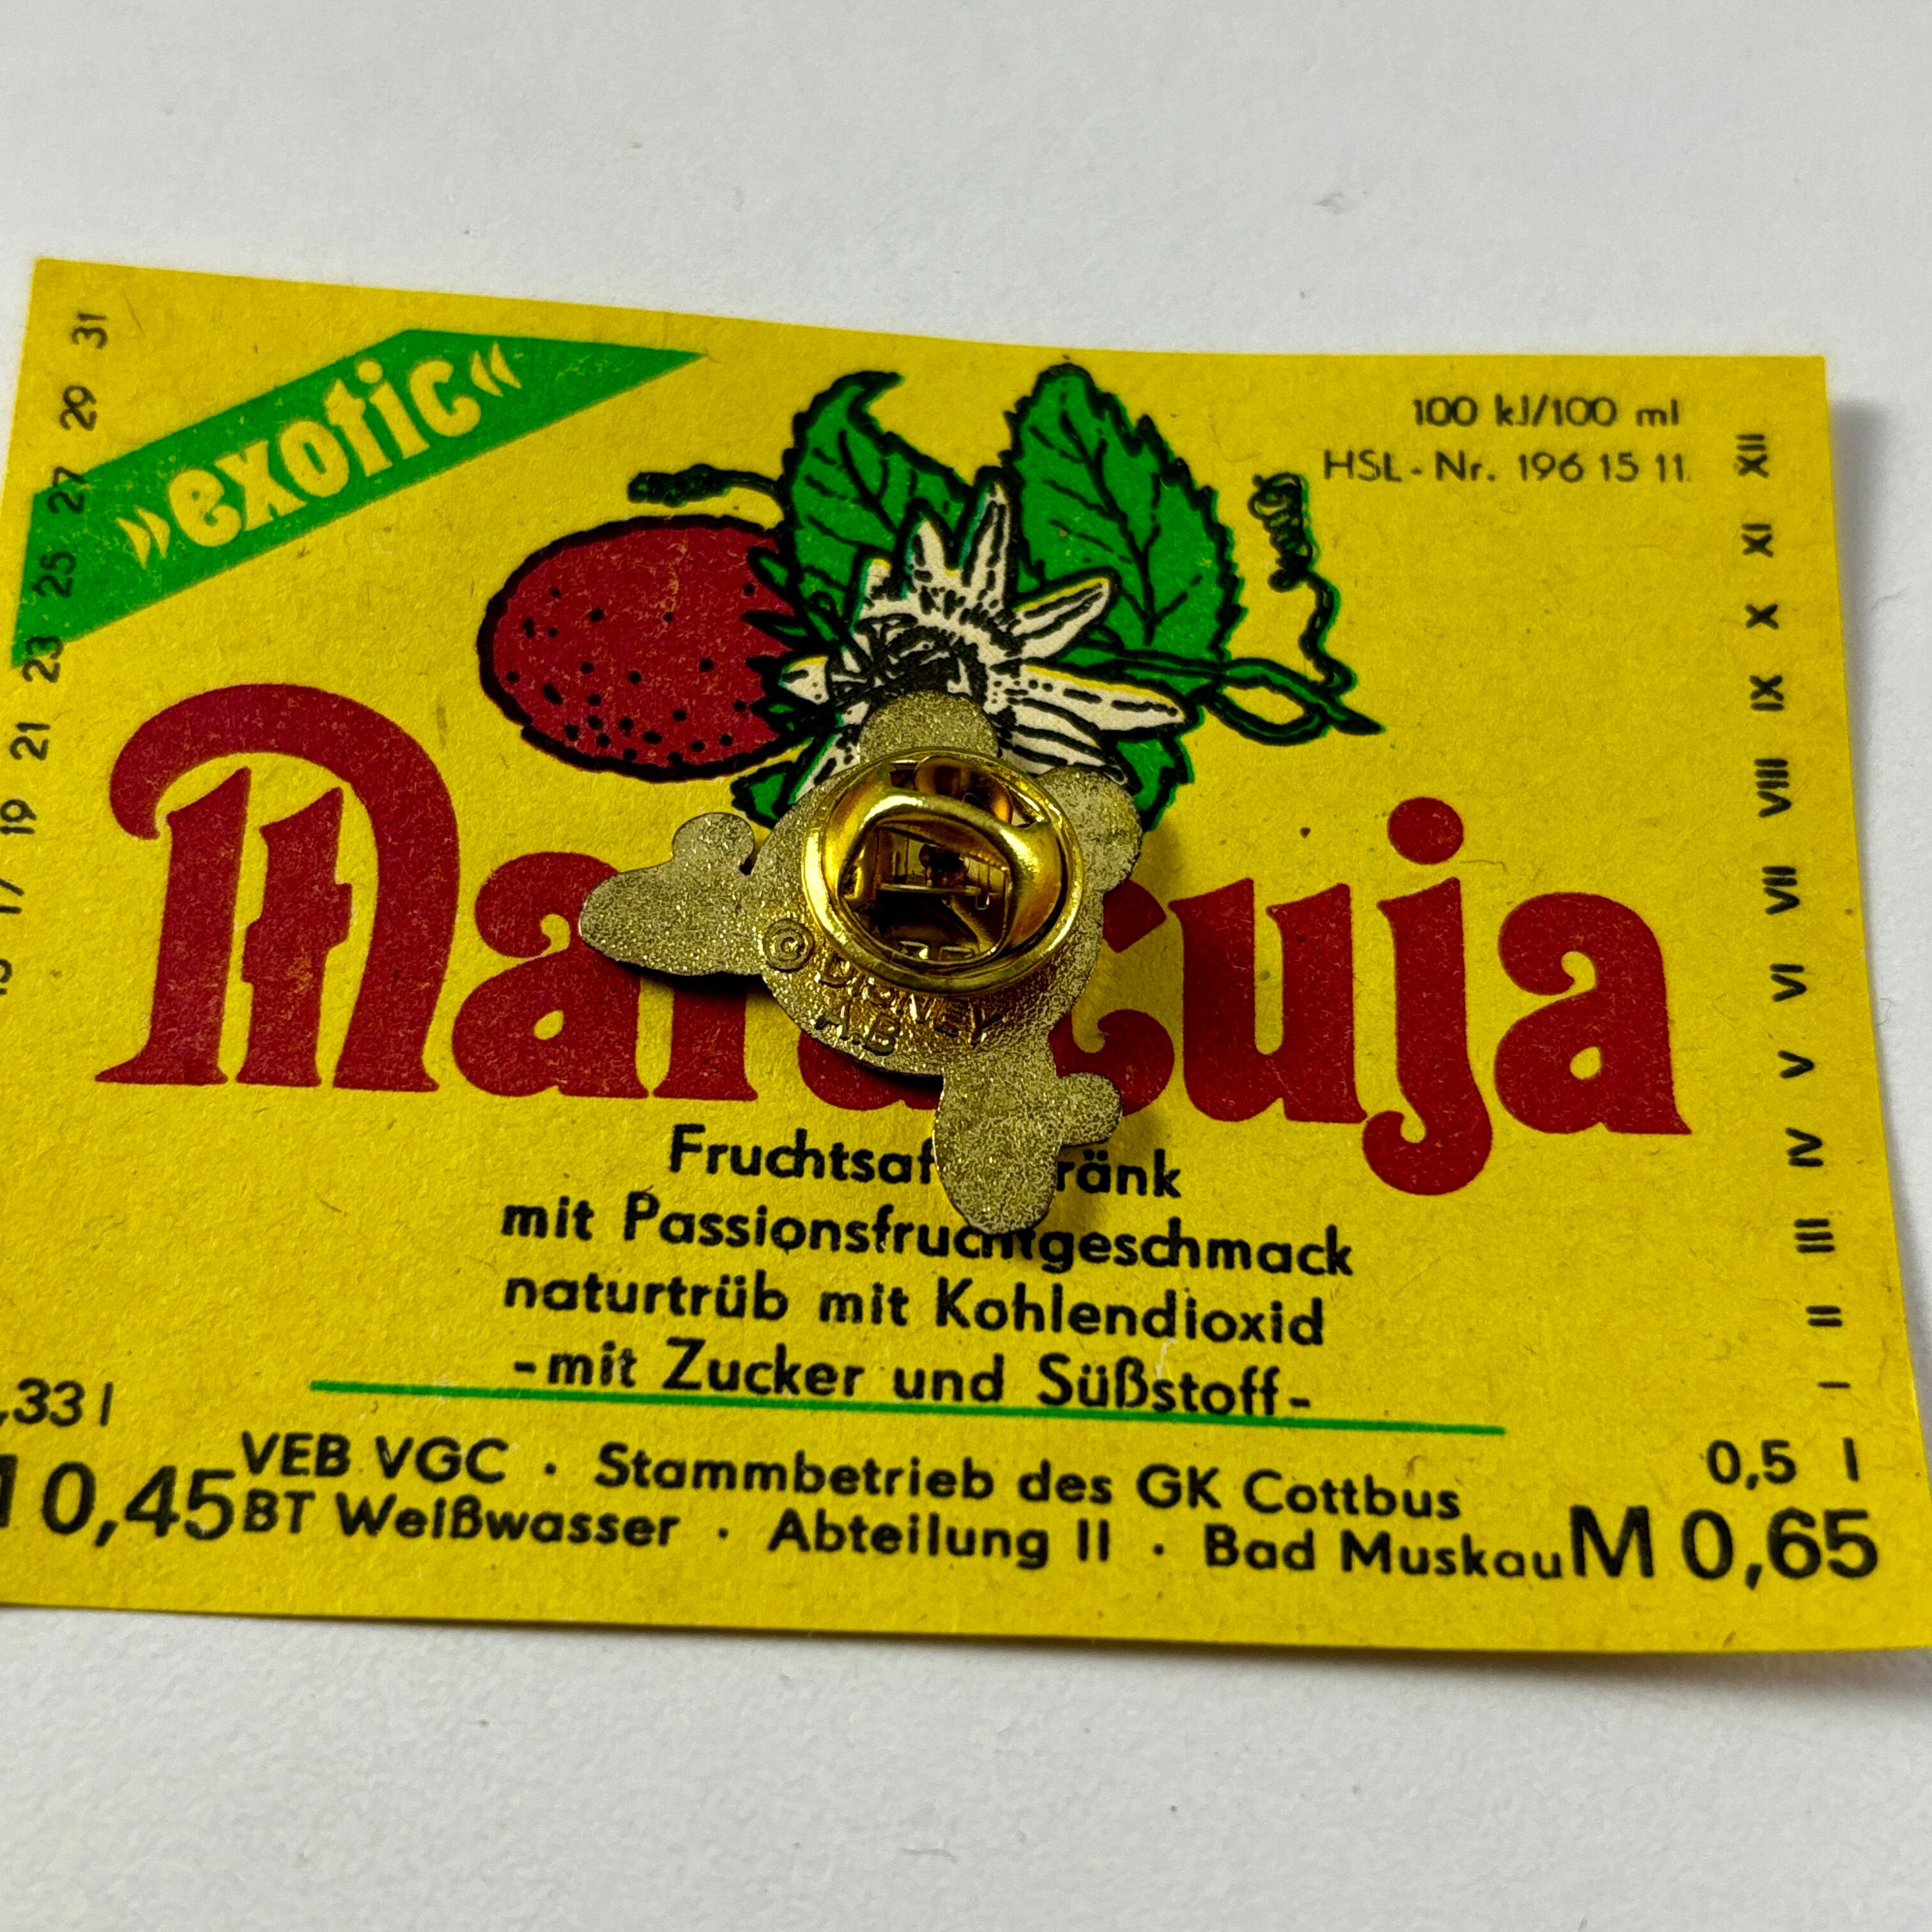 »exotic«
100 kJ/100 ml
HSL-Nr. 196 15 11
31
29
27
25
23
21
19
17
XII
XI
X
IX
VIII
VII
VI
V
IV
III
II
I
Mar cuja
© DISNEY
A.B
Fruchtsaf ränk
mit Passionsfruchtgeschmack
naturtrüb mit Kohlendioxid
-mit Zucker und Süßstoff-
,33 l
0,5 l
VEB VGC · Stammbetrieb des GK Cottbus
0,45
BT Weißwasser · Abteilung II · Bad Muskau
M 0,65